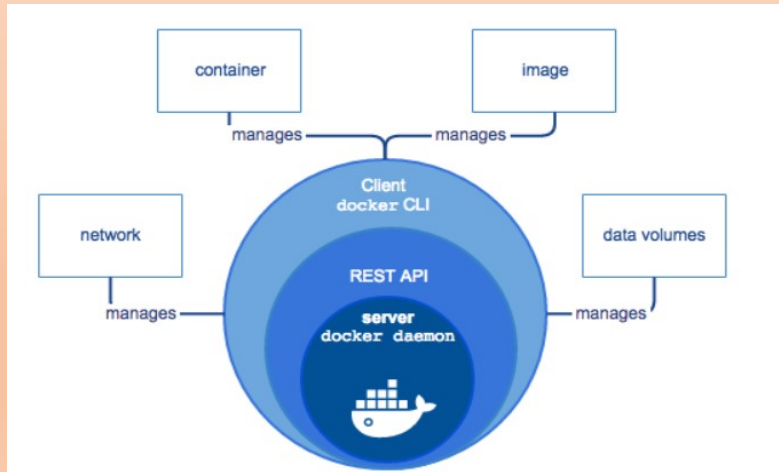 container
image
manages
manages
Client
docker CLI
network
data volumes
REST API
manages
server
docker daemon
manages